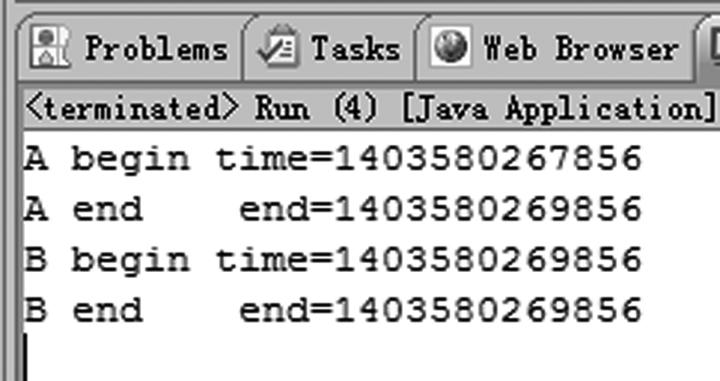 Problems Tasks Web Browser
<terminated> Run (4) [Java Application]
A begin time=1403580267856
A end    end=1403580269856
B begin time=1403580269856
B end    end=1403580269856